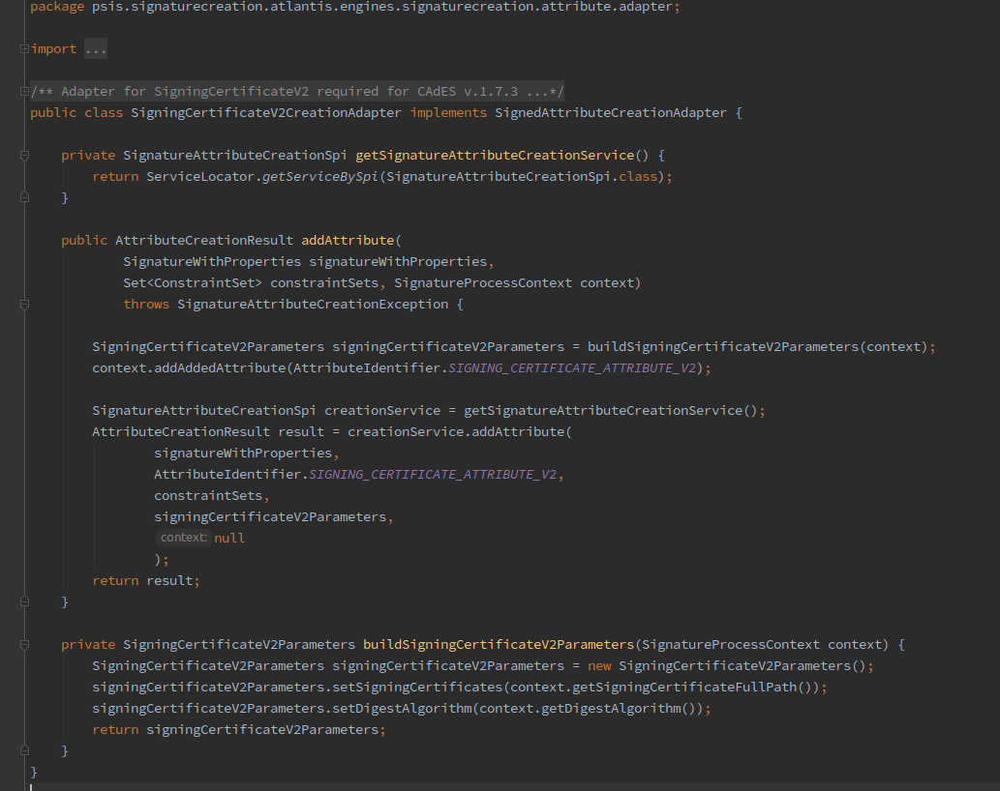 package psis.signaturecreation.atlantis.engines.signaturecreation.attribute.adapter;
import ...
/** Adapter for SigningCertificateV2 required for CAdES v.1.7.3 ...*/
public class SigningCertificateV2CreationAdapter implements SignedAttributeCreationAdapter {
private SignatureAttributeCreationSpi getSignatureAttributeCreationService() {
return ServiceLocator.getServiceBySpi(SignatureAttributeCreationSpi.class);
}
public AttributeCreationResult addAttribute(
SignatureWithProperties signatureWithProperties,
Set<ConstraintSet> constraintSets, SignatureProcessContext context)
throws SignatureAttributeCreationException {
SigningCertificateV2Parameters signingCertificateV2Parameters = buildSigningCertificateV2Parameters(context);
context.addAddedAttribute(AttributeIdentifier.SIGNING_CERTIFICATE_ATTRIBUTE_V2);
SignatureAttributeCreationSpi creationService = getSignatureAttributeCreationService();
AttributeCreationResult result = creationService.addAttribute(
signatureWithProperties,
AttributeIdentifier.SIGNING_CERTIFICATE_ATTRIBUTE_V2,
constraintSets,
signingCertificateV2Parameters,
context: null
);
return result;
}
private SigningCertificateV2Parameters buildSigningCertificateV2Parameters(SignatureProcessContext context) {
SigningCertificateV2Parameters signingCertificateV2Parameters = new SigningCertificateV2Parameters();
signingCertificateV2Parameters.setSigningCertificates(context.getSigningCertificateFullPath());
signingCertificateV2Parameters.setDigestAlgorithm(context.getDigestAlgorithm());
return signingCertificateV2Parameters;
}
}